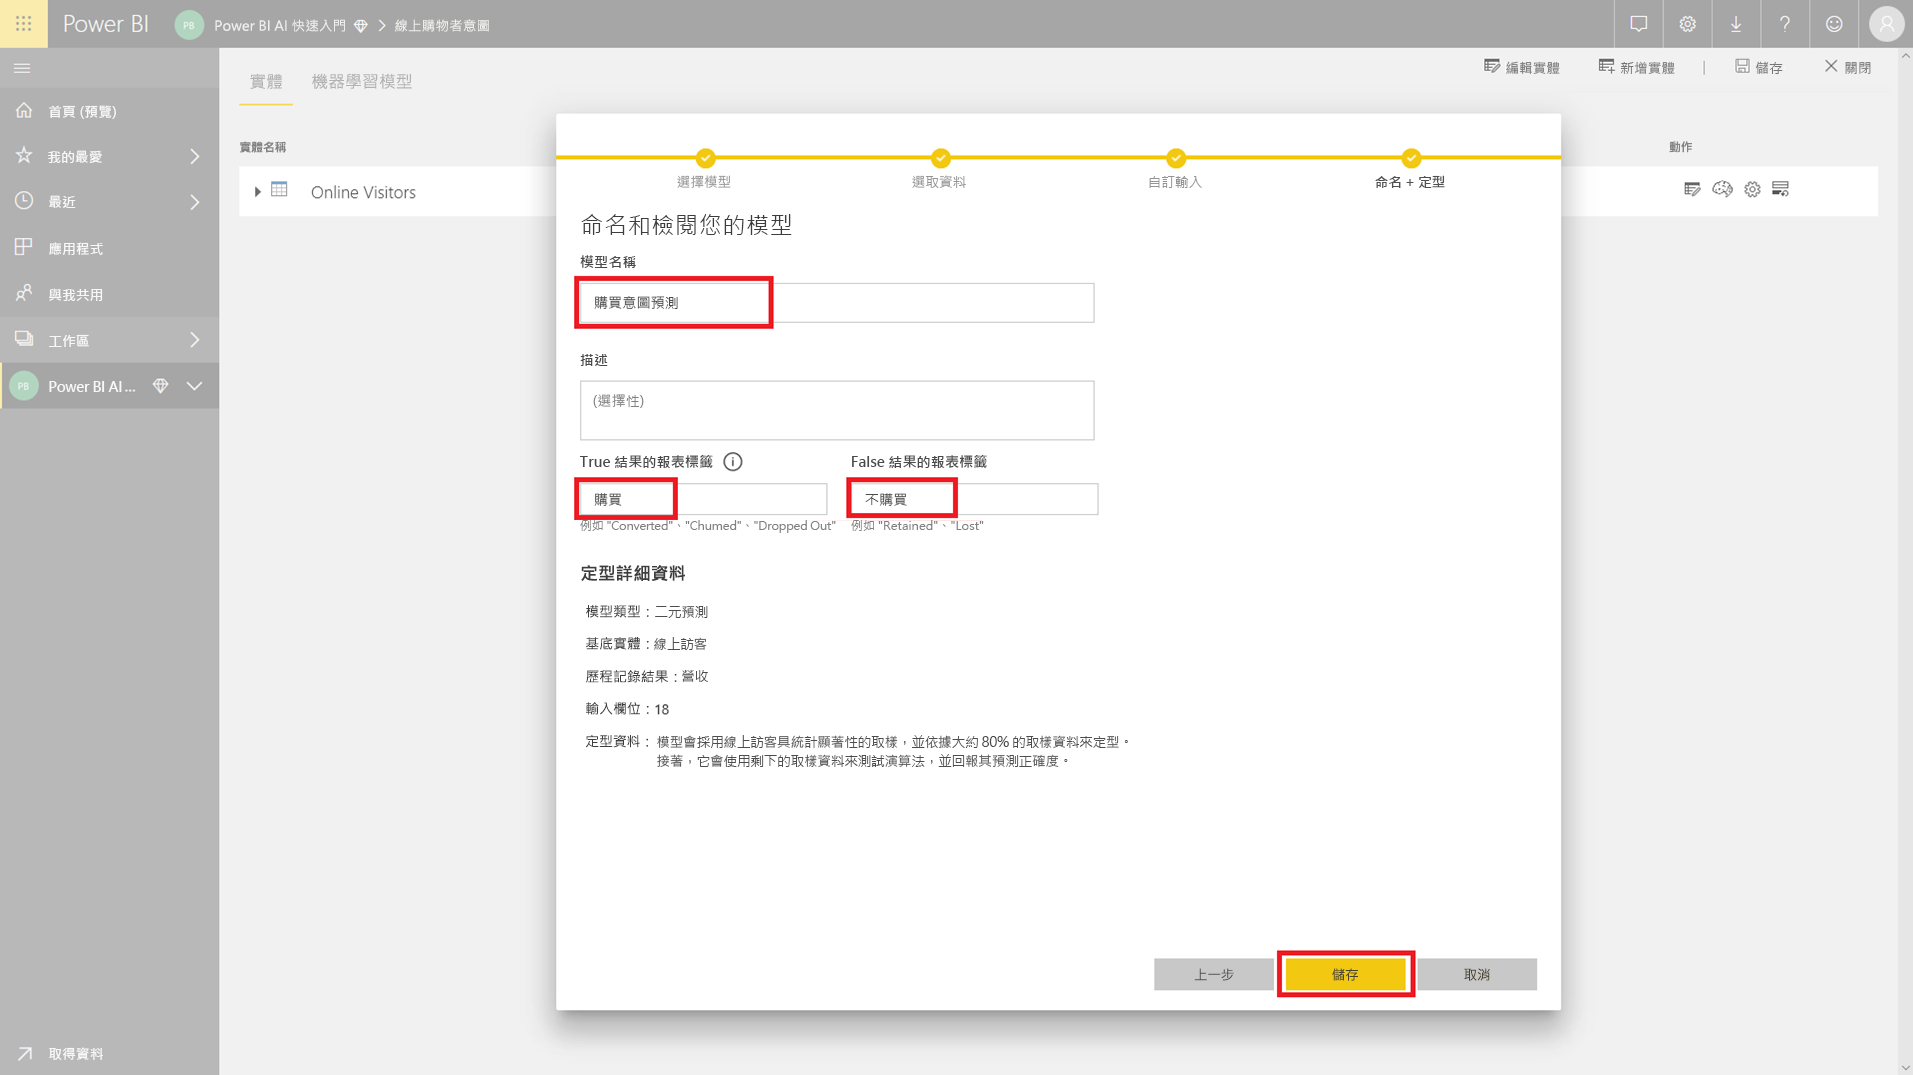 Power BI
PB
Power BI AI 快速入門
線上購物者意圖
?
首頁 (預覽)
我的最愛
最近
應用程式
與我共用
工作區
PB
Power BI AI ...
取得資料
實體
機器學習模型
編輯實體
新增實體
儲存
關閉
實體名稱
動作
Online Visitors
選擇模型
選取資料
自訂輸入
命名 + 定型
命名和檢閱您的模型
模型名稱
購買意圖預測
描述
(選擇性)
True 結果的報表標籤
False 結果的報表標籤
購買
不購買
例如 "Converted"、"Churned"、"Dropped Out"
例如 "Retained"、"Lost"
定型詳細資料
模型類型：二元預測
基底實體：線上訪客
歷程記錄結果：營收
輸入欄位：18
定型資料： 模型會採用線上訪客具統計顯著性的取樣，並依據大約 80% 的取樣資料來定型。
接著，它會使用剩下的取樣資料來測試演算法，並回報其預測正確度。
上一步
儲存
取消